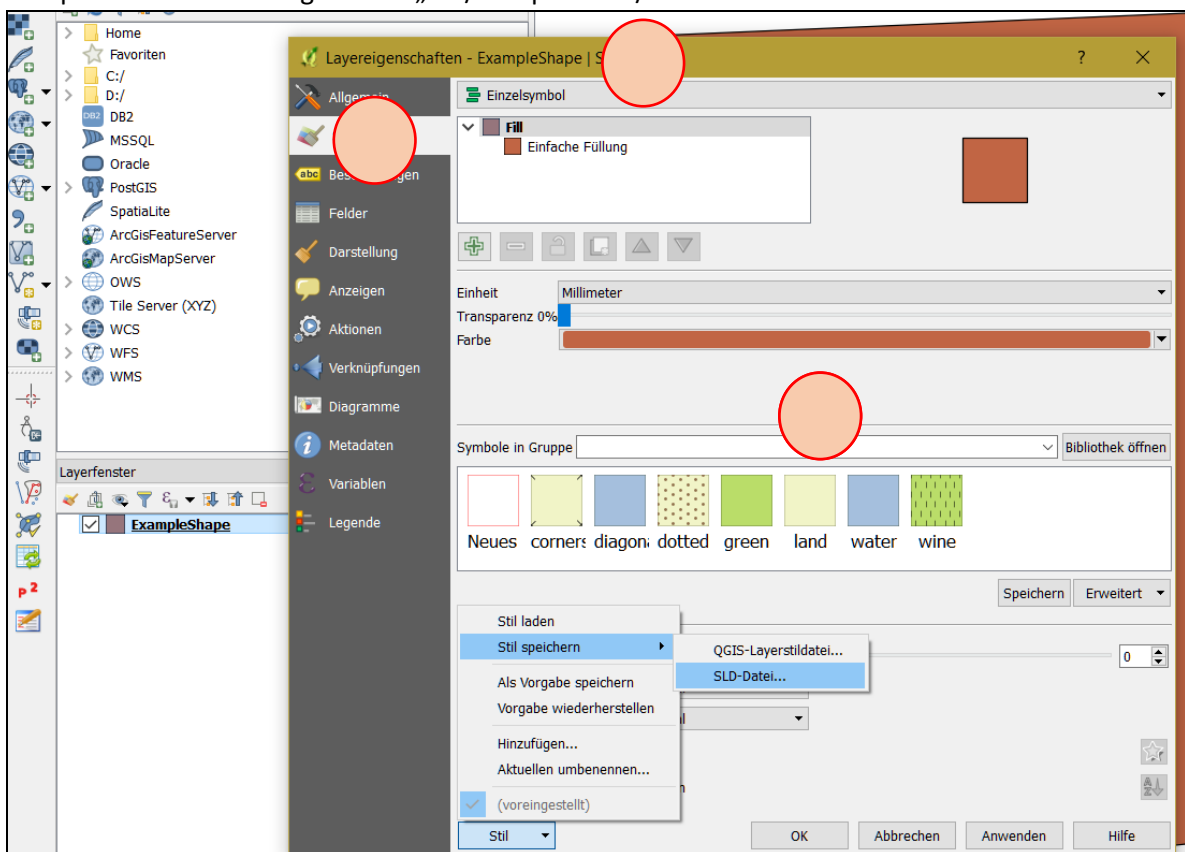 Home
Favoriten
C:/
D:/
DB2
DB2
MSSQL
Oracle
PostGIS
SpatiaLite
ArcGisFeatureServer
ArcGisMapServer
OWS
Tile Server (XYZ)
WCS
WFS
WMS
Layerfenster
ExampleShape
P 2
Layereigenschaften - ExampleShape |
?
Allgemein
abc
Felder
Darstellung
Anzeigen
Aktionen
Verknüpfungen
Diagramme
Metadaten
Variablen
Legende
Einzelsymbol
Fill
Einfache Füllung
Einheit Millimeter
Transparenz 0%
Farbe
Symbole in Gruppe Bibliothek öffnen
Neues corners diagona dotted green land water wine
Speichern Erweitert
Stil laden
Stil speichern
QGIS-Layerstildatei...
0
SLD-Datei...
Als Vorgabe speichern
Vorgabe wiederherstellen
Hinzufügen...
Aktuellen umbenennen...
(voreingestellt)
Stil OK Abbrechen Anwenden Hilfe